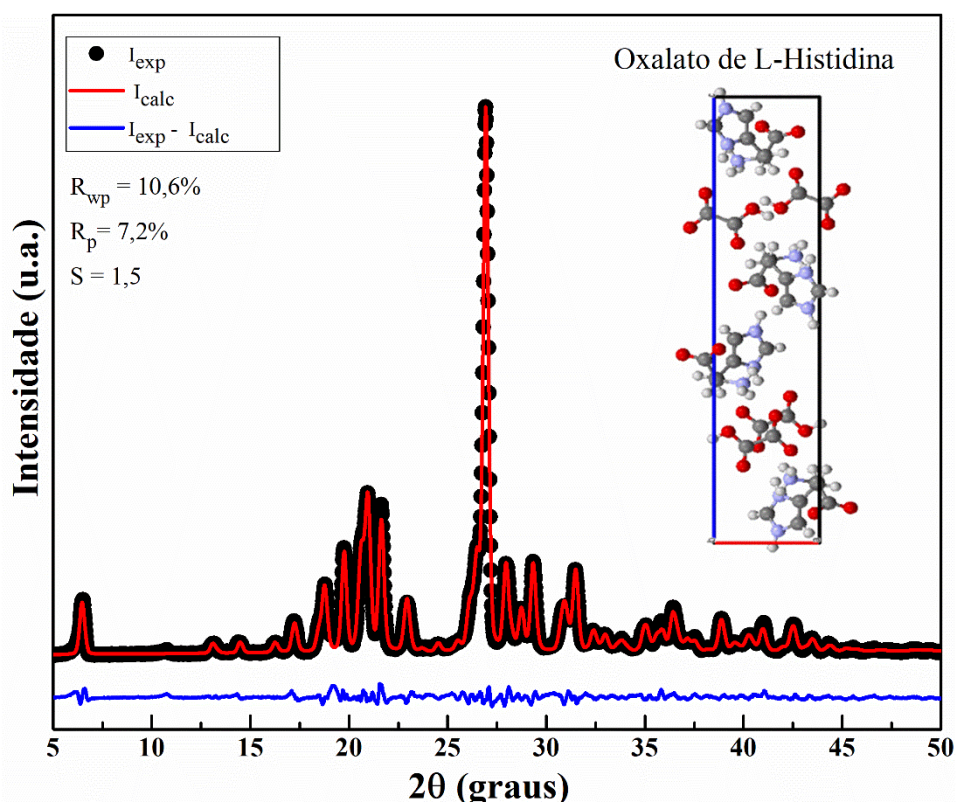 I_exp
I_calc
I_exp - I_calc
R_wp = 10,6%
R_p= 7,2%
S = 1,5
Oxalato de L-Histidina
Intensidade (u.a.)
5 10 15 20 25 30 35 40 45 50
2θ (graus)